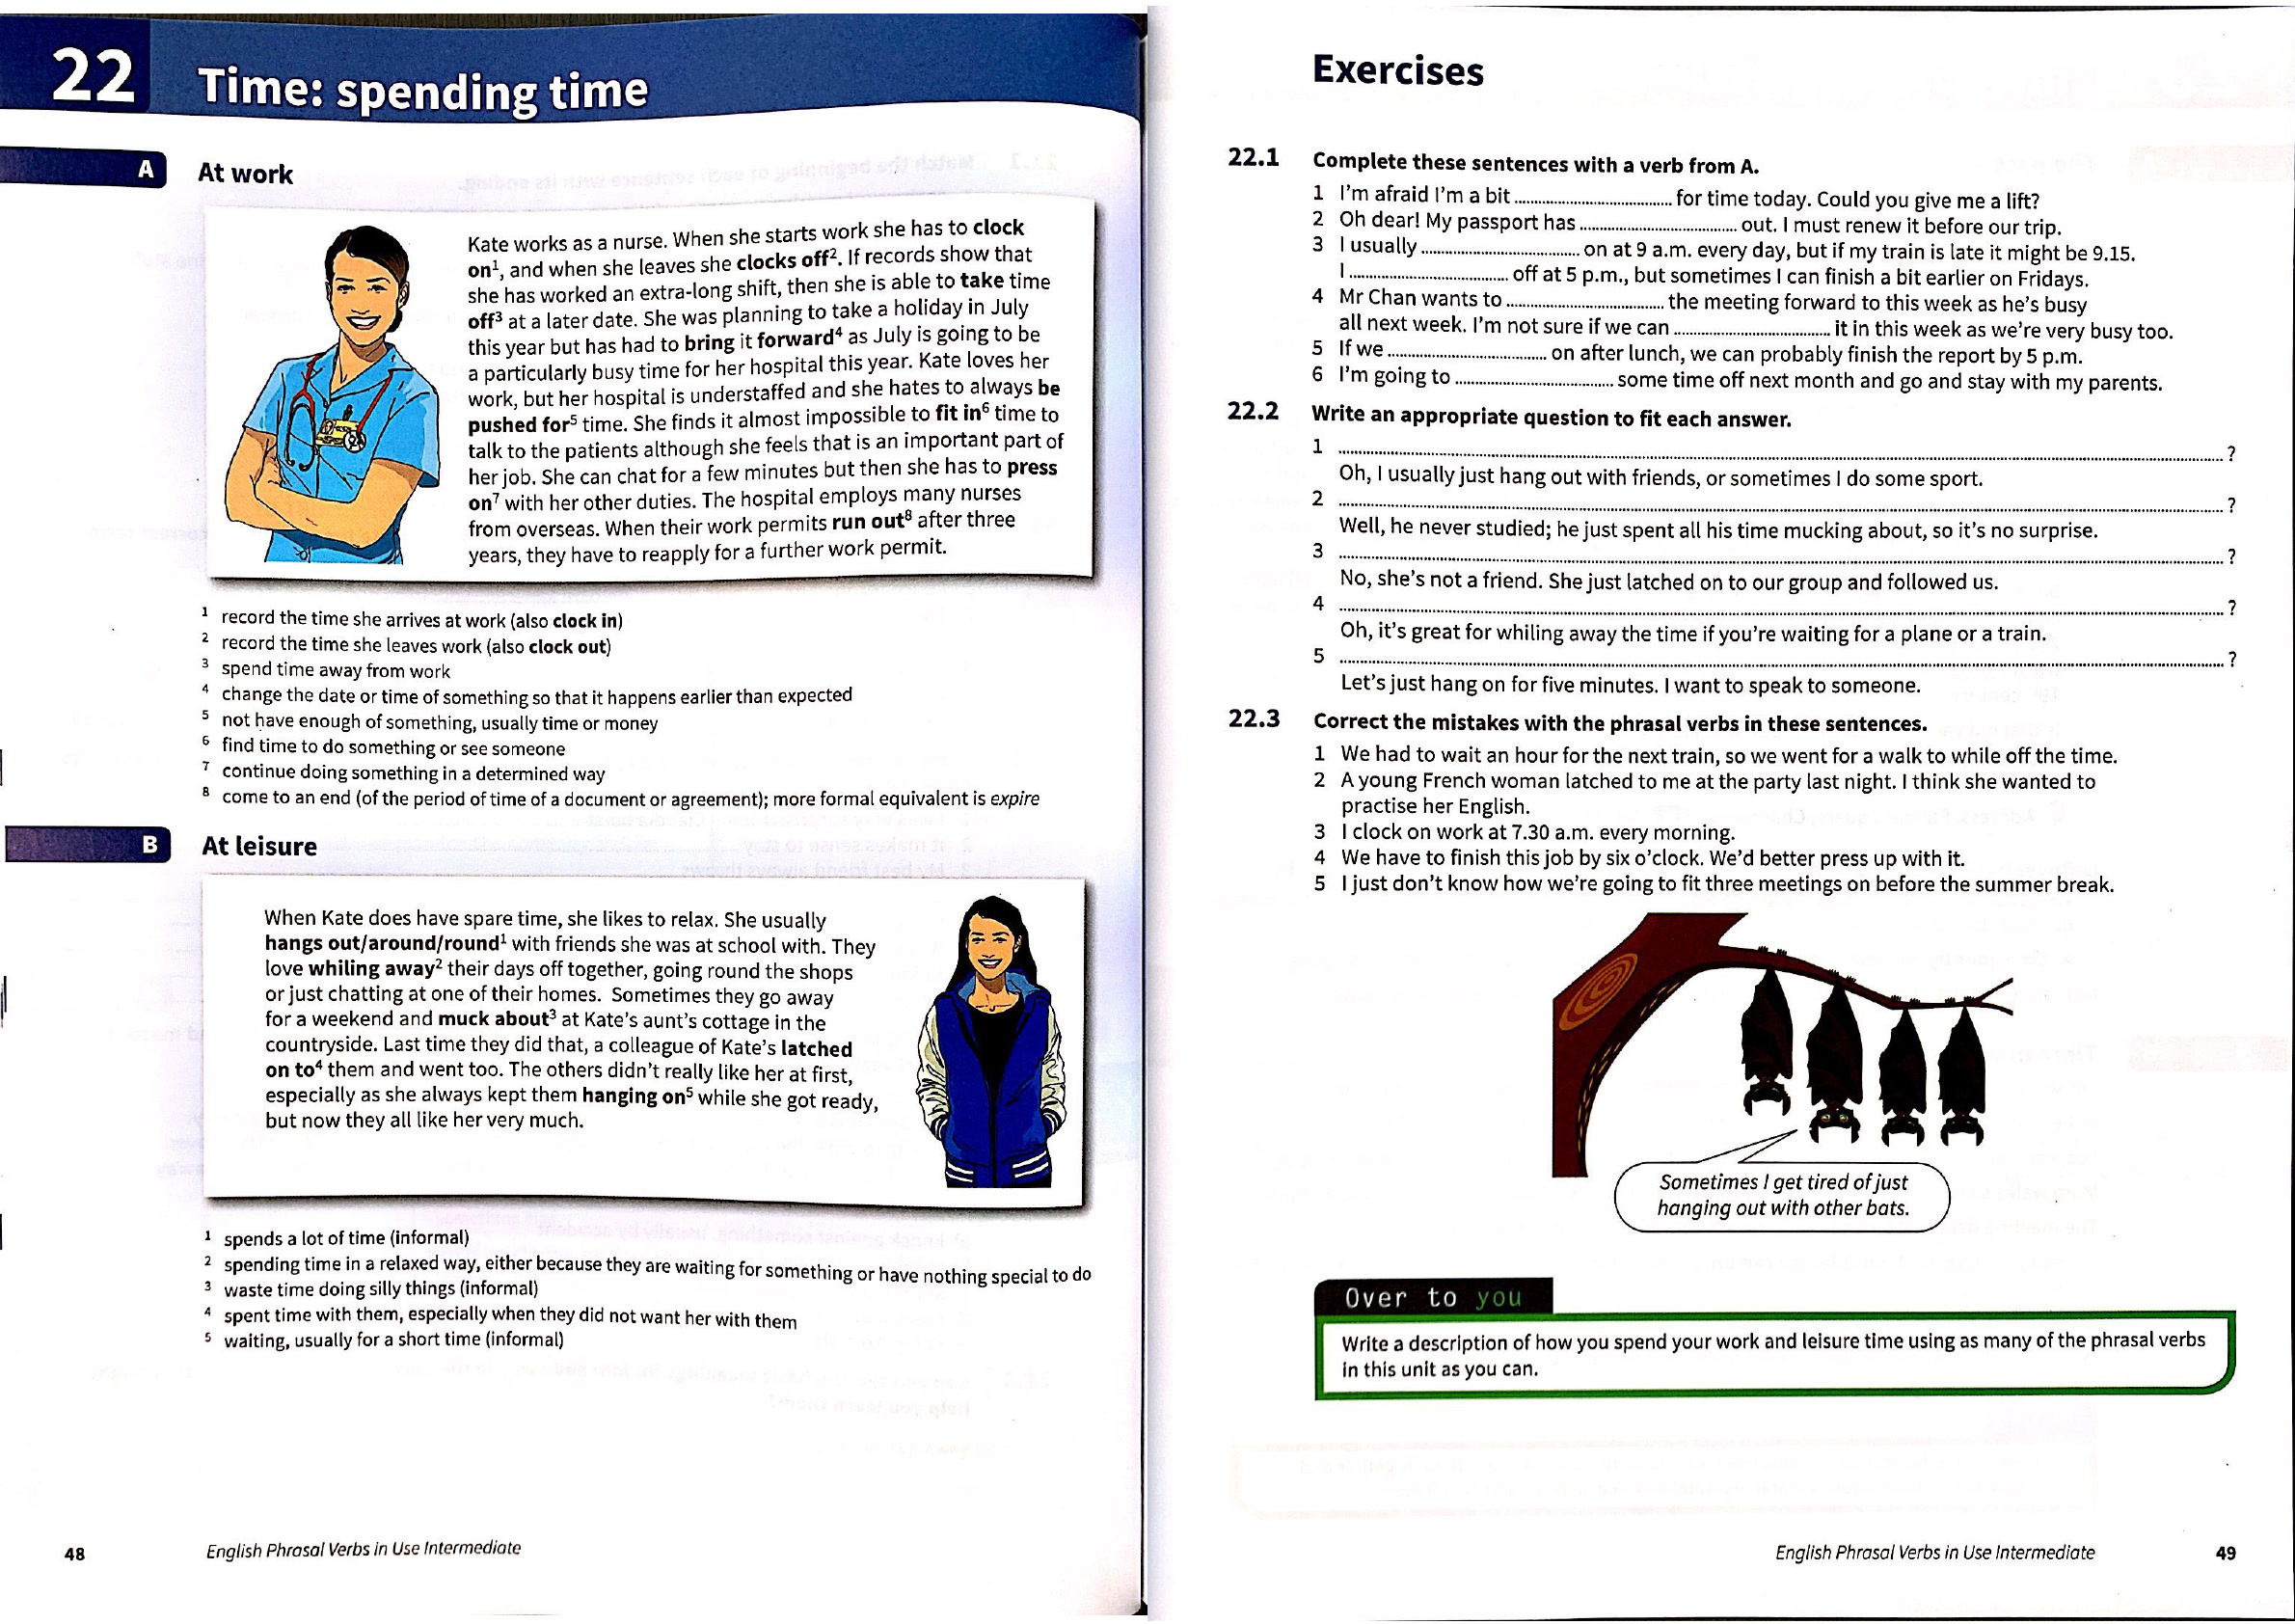 22
Time: spending time
A
At work
Kate works as a nurse. When she starts work she has to clock
on¹, and when she leaves she clocks off². If records show that
she has worked an extra-long shift, then she is able to take time
off³ at a later date. She was planning to take a holiday in July
this year but has had to bring it forward⁴ as July is going to be
a particularly busy time for her hospital this year. Kate loves her
work, but her hospital is understaffed and she hates to always be
pushed for⁵ time. She finds it almost impossible to fit in⁶ time to
talk to the patients although she feels that is an important part of
her job. She can chat for a few minutes but then she has to press
on⁷ with her other duties. The hospital employs many nurses
from overseas. When their work permits run out⁸ after three
years, they have to reapply for a further work permit.
¹ record the time she arrives at work (also clock in)
² record the time she leaves work (also clock out)
³ spend time away from work
⁴ change the date or time of something so that it happens earlier than expected
⁵ not have enough of something, usually time or money
⁶ find time to do something or see someone
⁷ continue doing something in a determined way
⁸ come to an end (of the period of time of a document or agreement); more formal equivalent is expire
B
At leisure
When Kate does have spare time, she likes to relax. She usually
hangs out/around/round¹ with friends she was at school with. They
love whiling away² their days off together, going round the shops
or just chatting at one of their homes. Sometimes they go away
for a weekend and muck about³ at Kate's aunt's cottage in the
countryside. Last time they did that, a colleague of Kate's latched
on to⁴ them and went too. The others didn't really like her at first,
especially as she always kept them hanging on⁵ while she got ready,
but now they all like her very much.
¹ spends a lot of time (informal)
² spending time in a relaxed way, either because they are waiting for something or have nothing special to do
³ waste time doing silly things (informal)
⁴ spent time with them, especially when they did not want her with them
⁵ waiting, usually for a short time (informal)
48
English Phrasal Verbs in Use Intermediate
Exercises
22.1 Complete these sentences with a verb from A.
1 I'm afraid I'm a bit .................... for time today. Could you give me a lift?
2 Oh dear! My passport has .................... out. I must renew it before our trip.
3 I usually .................... on at 9 a.m. every day, but if my train is late it might be 9.15.
I .................... off at 5 p.m., but sometimes I can finish a bit earlier on Fridays.
4 Mr Chan wants to .................... the meeting forward to this week as he's busy
all next week. I'm not sure if we can .................... it in this week as we're very busy too.
5 If we .................... on after lunch, we can probably finish the report by 5 p.m.
6 I'm going to .................... some time off next month and go and stay with my parents.
22.2 Write an appropriate question to fit each answer.
1 .................... ?
Oh, I usually just hang out with friends, or sometimes I do some sport.
2 .................... ?
Well, he never studied; he just spent all his time mucking about, so it's no surprise.
3 .................... ?
No, she's not a friend. She just latched on to our group and followed us.
4 .................... ?
Oh, it's great for whiling away the time if you're waiting for a plane or a train.
5 .................... ?
Let's just hang on for five minutes. I want to speak to someone.
22.3 Correct the mistakes with the phrasal verbs in these sentences.
1 We had to wait an hour for the next train, so we went for a walk to while off the time.
2 A young French woman latched to me at the party last night. I think she wanted to
practise her English.
3 I clock on work at 7.30 a.m. every morning.
4 We have to finish this job by six o'clock. We'd better press up with it.
5 I just don't know how we're going to fit three meetings on before the summer break.
Sometimes I get tired of just
hanging out with other bats.
Over to you
Write a description of how you spend your work and leisure time using as many of the phrasal verbs
in this unit as you can.
English Phrasal Verbs in Use Intermediate
49